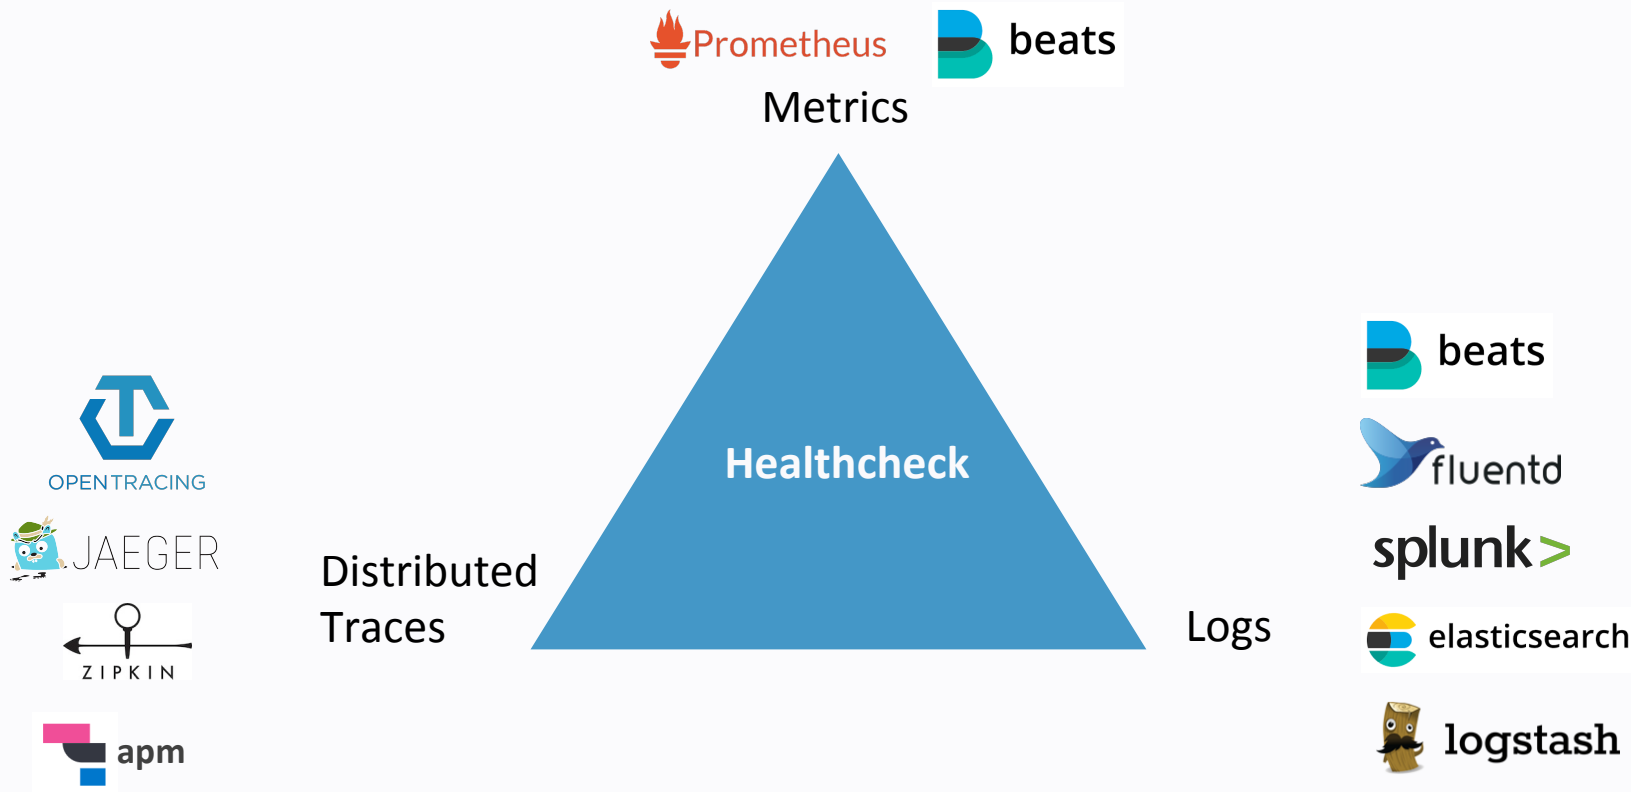 Prometheus
beats
Metrics
Healthcheck
OPENTRACING
JAEGER
ZIPKIN
apm
Distributed
Traces
Logs
beats
fluentd
splunk>
elasticsearch
logstash